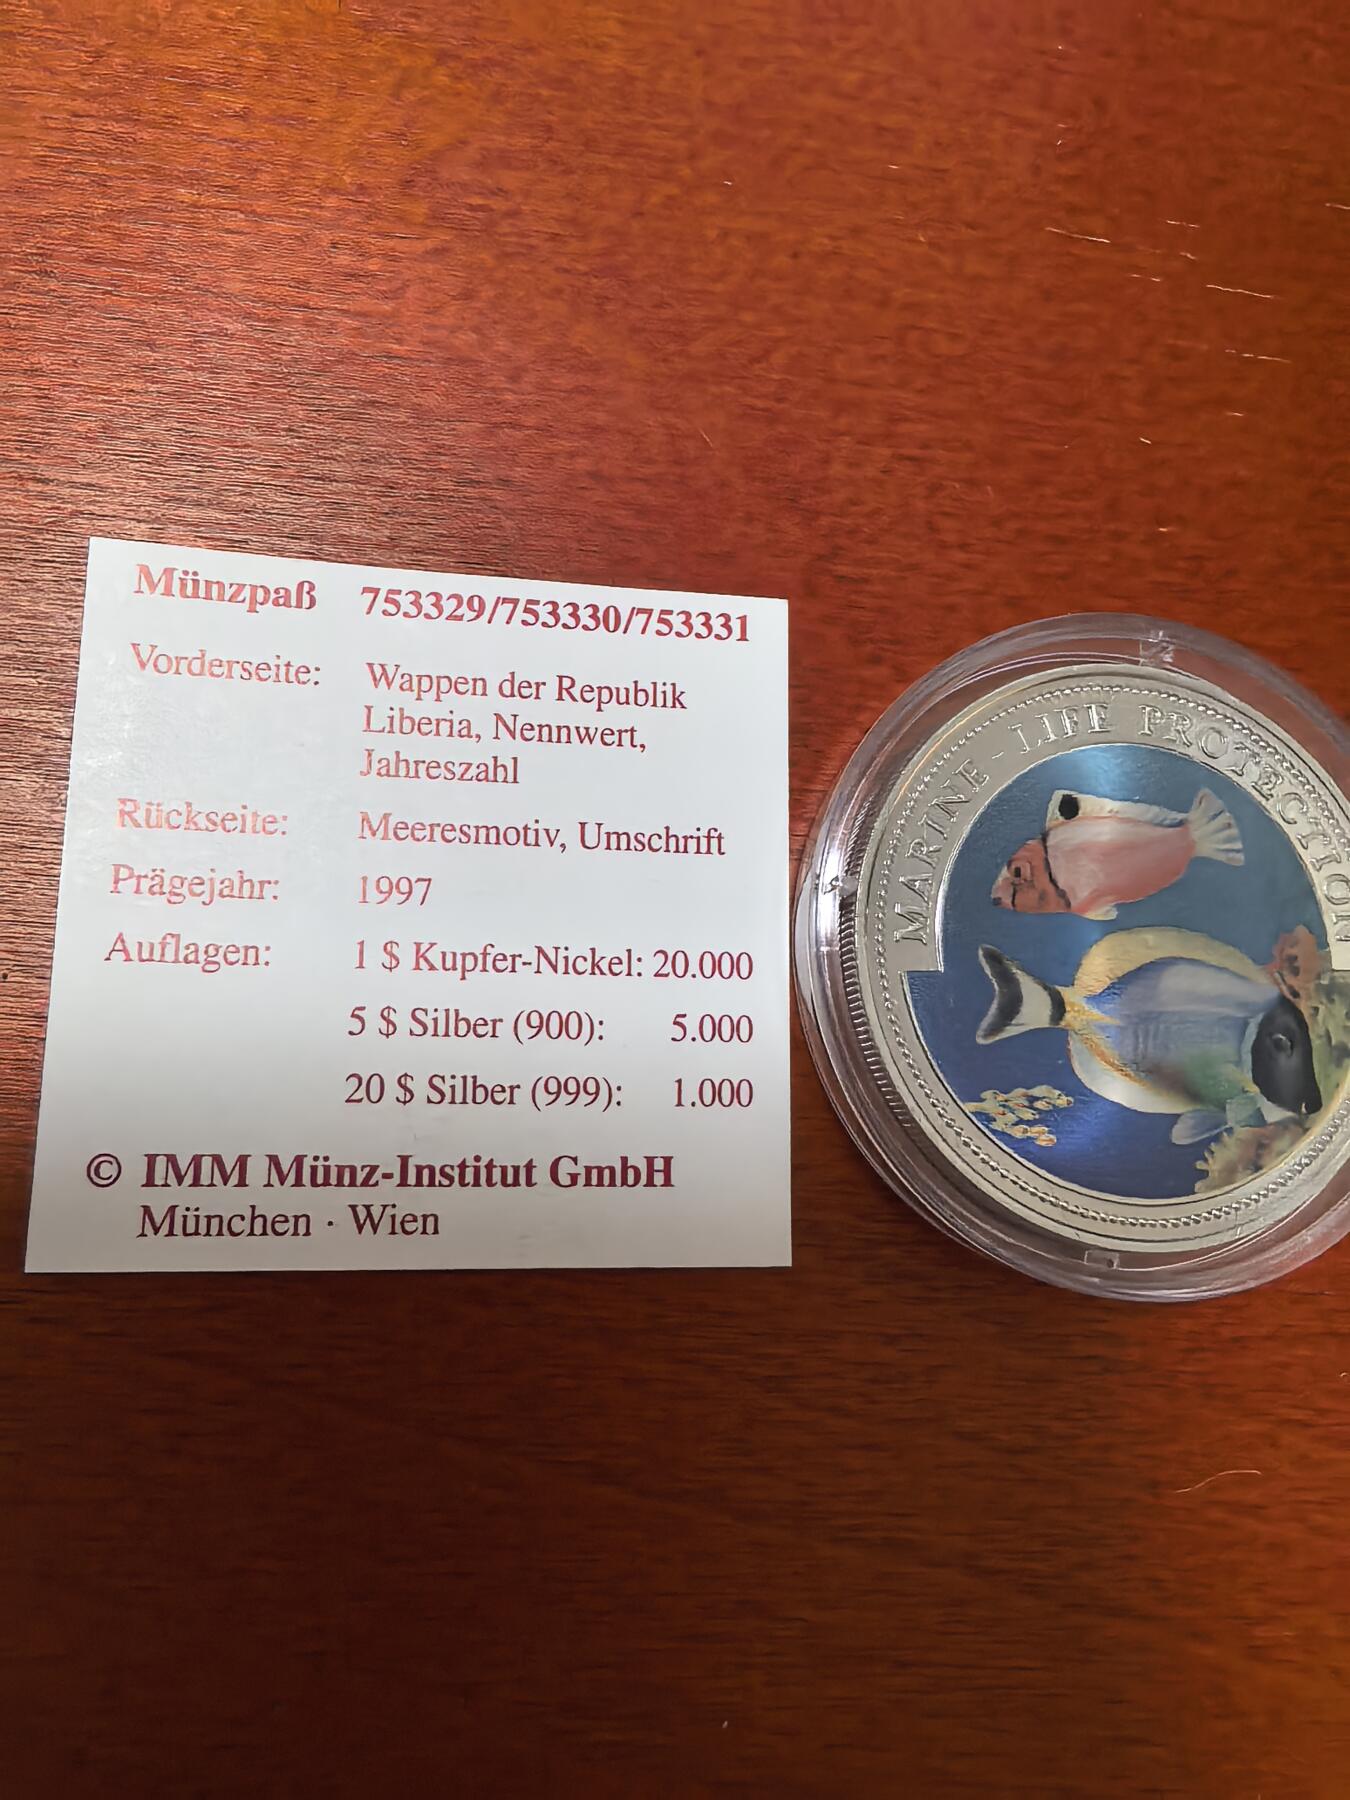 Münzpaß 753329/753330/753331
Vorderseite: Wappen der Republik
Liberia, Nennwert,
Jahreszahl
Rückseite: Meeresmotiv, Umschrift
Prägejahr: 1997
Auflagen: 1 $ Kupfer-Nickel: 20.000
5 $ Silber (900): 5.000
20 $ Silber (999): 1.000
© IMM Münz-Institut GmbH
München · Wien
MARINE - LIFE PROTECTION